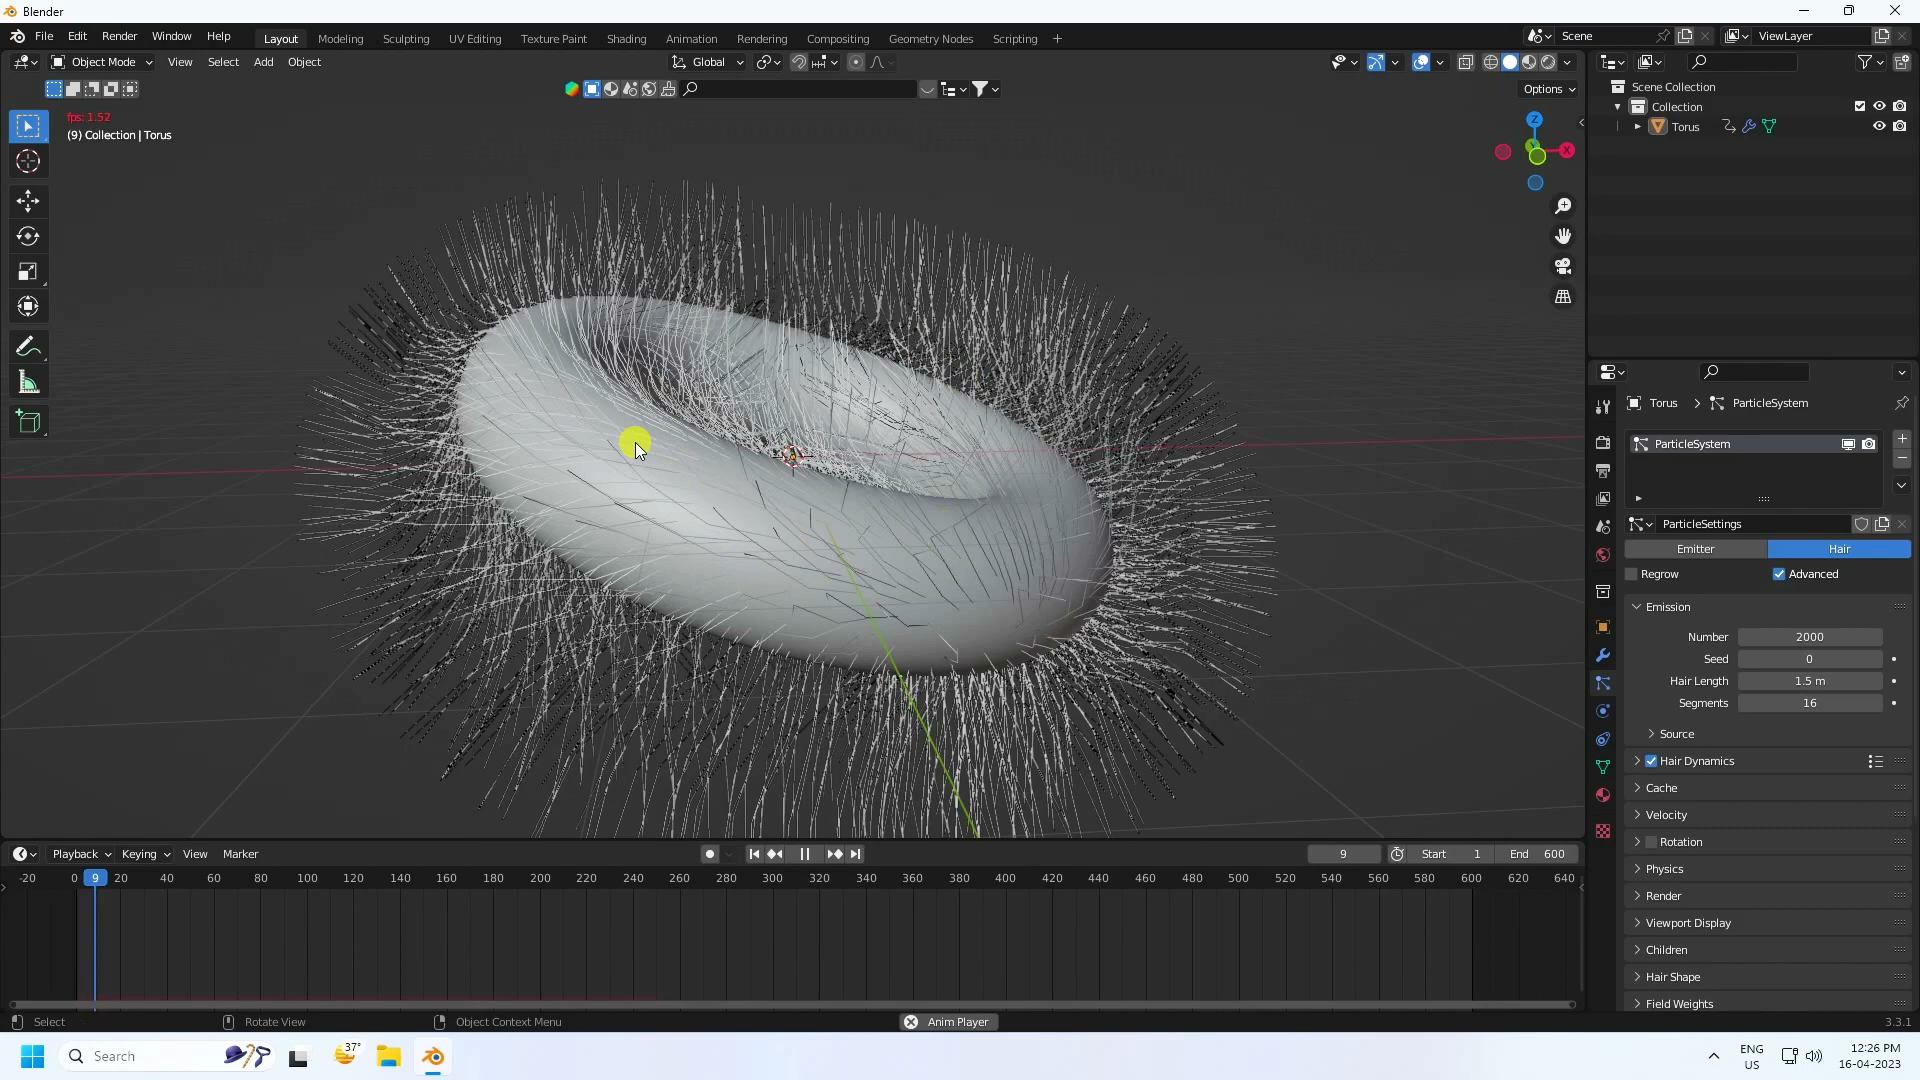 Blender
File Edit Render Window Help
Layout Modeling Sculpting UV Editing Texture Paint Shading Animation Rendering Compositing Geometry Nodes Scripting +
Scene
ViewLayer
Object Mode View Select Add Object
Global
Options
fps: 1.52
(9) Collection | Torus
Z
X
Scene Collection
Collection
Torus
Torus > ParticleSystem
ParticleSystem
ParticleSettings
Emitter Hair
Regrow Advanced
Emission
Number 2000
Seed 0
Hair Length 1.5 m
Segments 16
Source
Hair Dynamics
Cache
Velocity
Rotation
Physics
Render
Viewport Display
Children
Hair Shape
Field Weights
Playback Keying View Marker
9 Start 1 End 600
-20 0 9 20 40 60 80 100 120 140 160 180 200 220 240 260 280 300 320 340 360 380 400 420 440 460 480 500 520 540 560 580 600 620 640
Select Rotate View Object Context Menu Anim Player 3.3.1
Search
37°
ENG
US
12:26 PM
16-04-2023